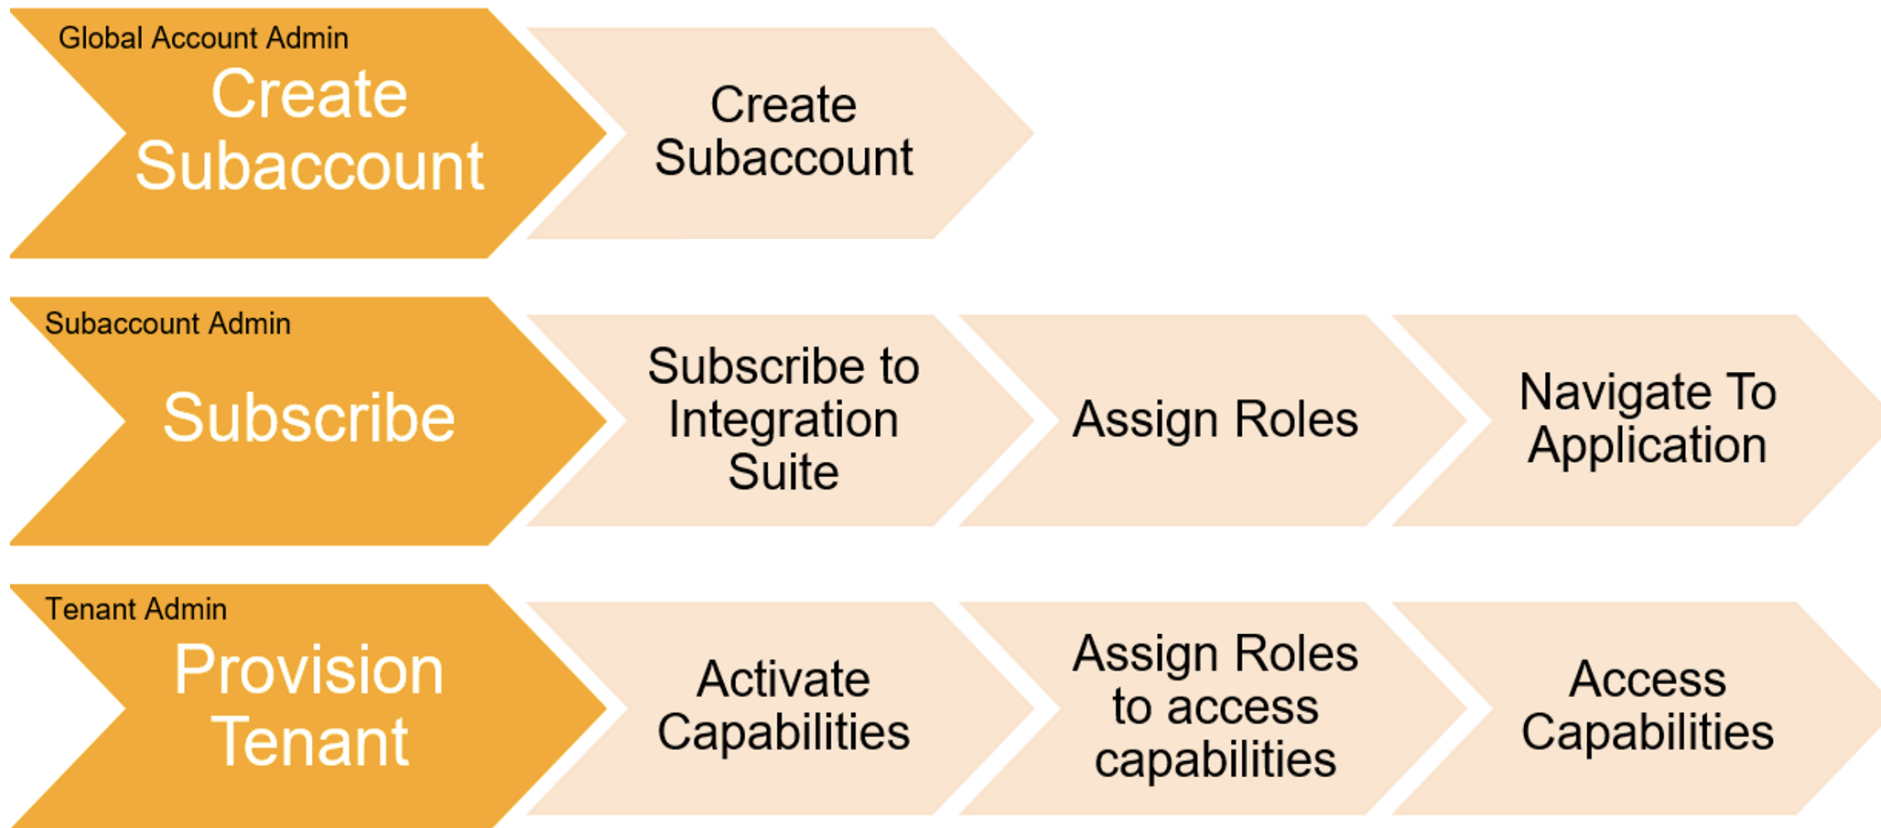 Global Account Admin
Create
Subaccount
Create
Subaccount
Subaccount Admin
Subscribe
Subscribe to
Integration
Suite
Assign Roles
Navigate To
Application
Tenant Admin
Provision
Tenant
Activate
Capabilities
Assign Roles
to access
capabilities
Access
Capabilities